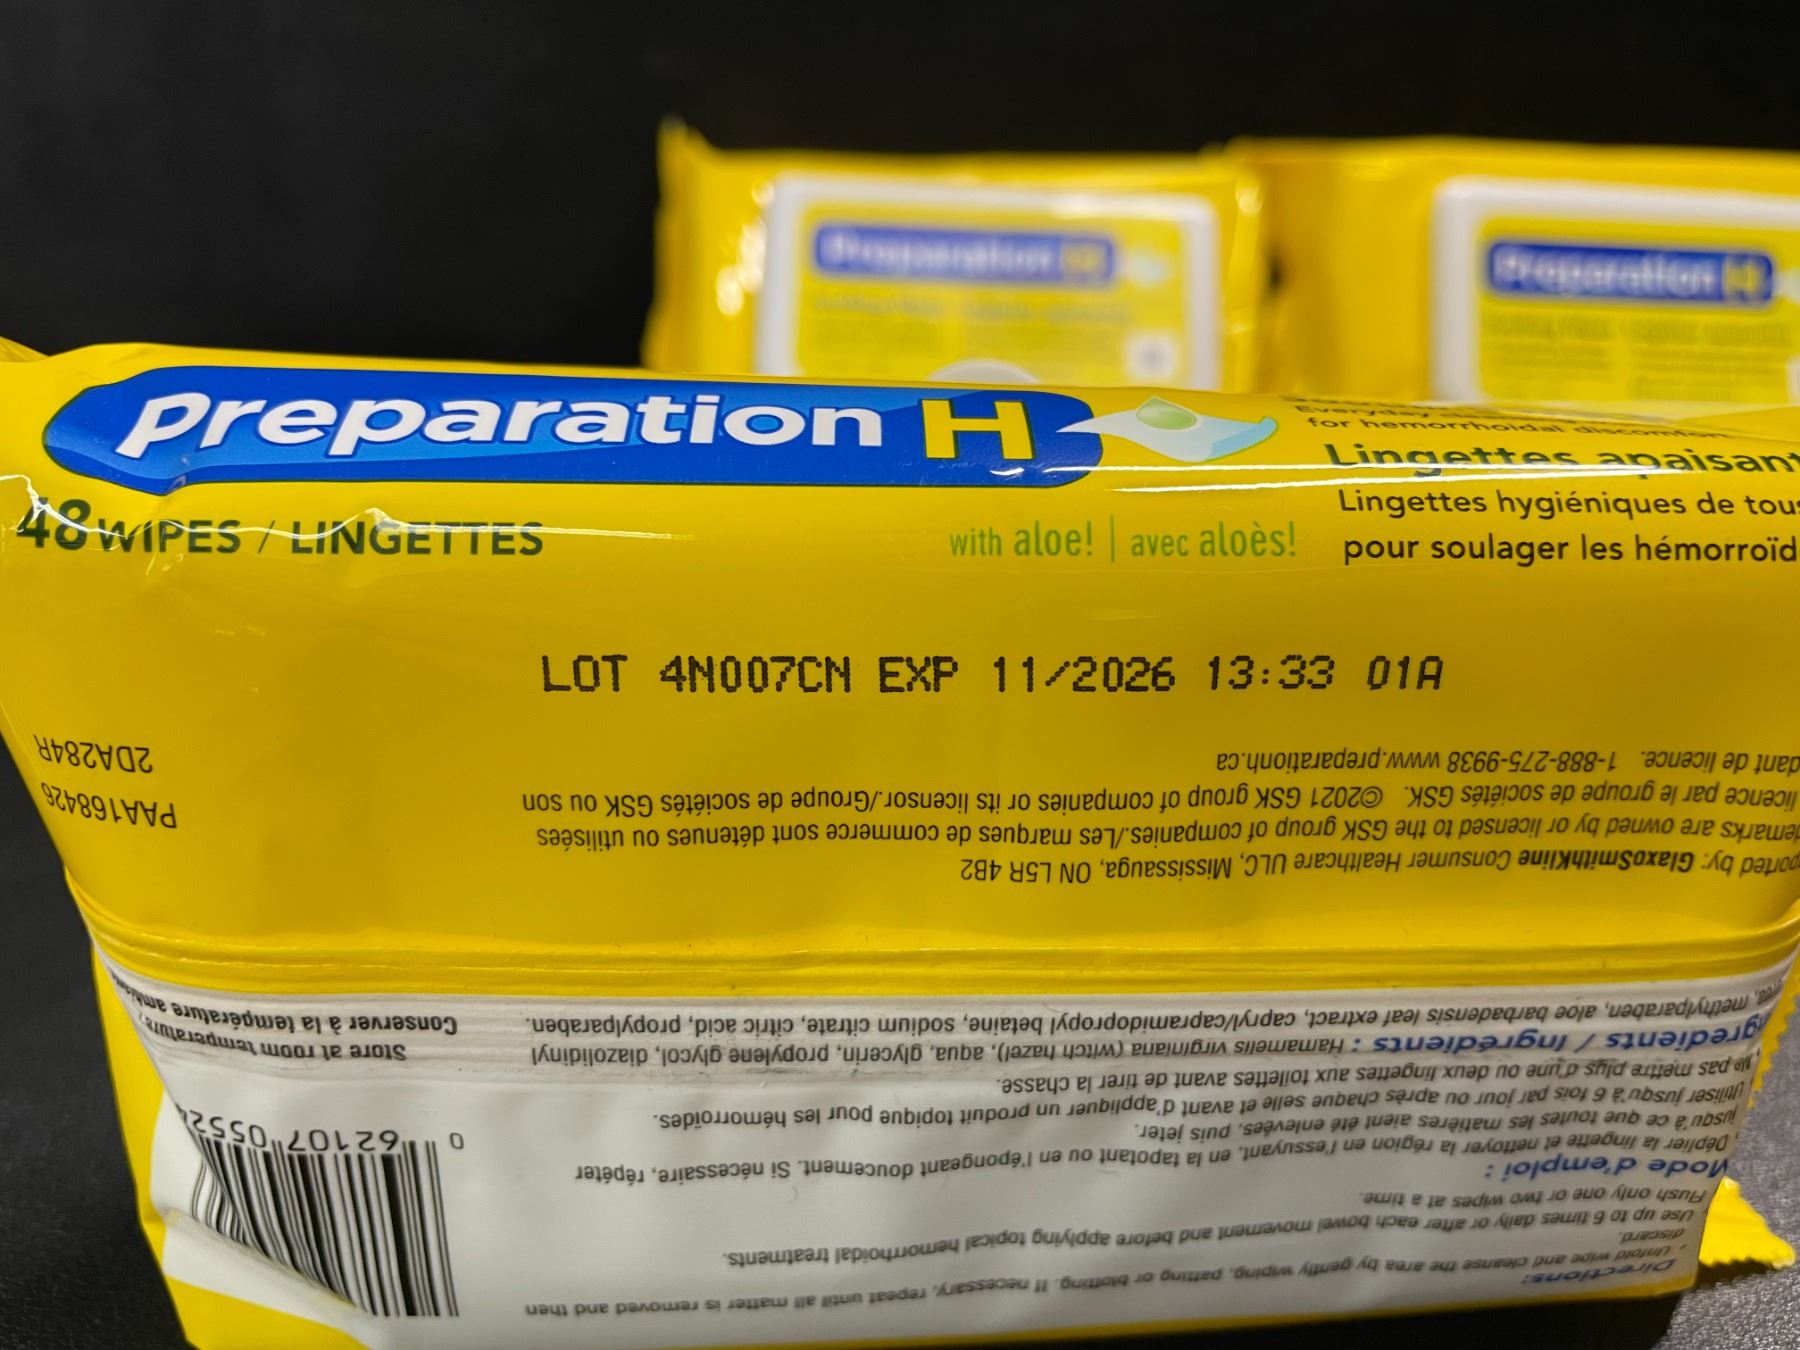 Preparation H
Preparation H
Preparation H
Everyday
for hemorrhoidal discomfort
48 WIPES / LINGETTES
with aloe! | avec aloès!
Lingettes apaisant
Lingettes hygiéniques de tou
pour soulager les hémorroïd
LOT 4N007CN EXP 11/2026 13:33 01A
Directions:
Unfold wipe and cleanse the area by gently wiping, patting or blotting. If necessary, repeat until all matter is removed and then
discard.
Use up to 6 times daily or after each bowel movement and before applying topical hemorrhoidal treatments.
Flush only one or two wipes at a time.
Mode d'emploi :
Déplier la lingette et nettoyer la région en l'essuyant, en la tapotant ou en l'épongeant doucement. Si nécessaire, répéter
jusqu'à ce que toutes les matières aient été enlevées, puis jeter.
Utiliser jusqu'à 6 fois par jour ou après chaque selle et avant d'appliquer un produit topique pour les hémorroïdes.
Ne pas mettre plus d'une ou deux lingettes aux toilettes avant de tirer la chasse.
ngredients / Ingrédients : Hamamelis virginiana (witch hazel), aqua, glycerin, propylene glycol, diazolidinyl
methylparaben, aloe barbadensis leaf extract, capryl/capramidopropyl betaine, sodium citrate, citric acid, propylparaben.
0 62107 0552
Store at room temperature
Conserver à la température
ported by: GlaxoSmithKline Consumer Healthcare ULC, Mississauga, ON L5R 4B2
demarks are owned by or licensed to the GSK group of companies./Les marques de commerce sont détenues ou utilisées
licence par le groupe de sociétés GSK. ©2021 GSK group of companies or its licensor./Groupe de sociétés GSK ou son
dant de licence. 1-888-275-9938 www.preparationh.ca
PAA168426
2DA284R